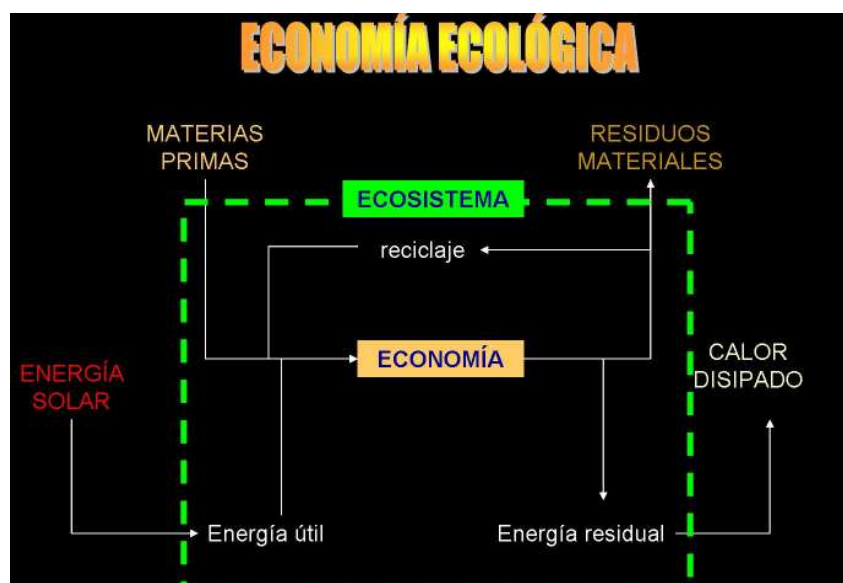 ECONOMÍA ECOLÓGICA
MATERIAS
PRIMAS
RESIDUOS
MATERIALES
ECOSISTEMA
reciclaje
ECONOMÍA
ENERGÍA
SOLAR
CALOR
DISIPADO
Energía útil
Energía residual